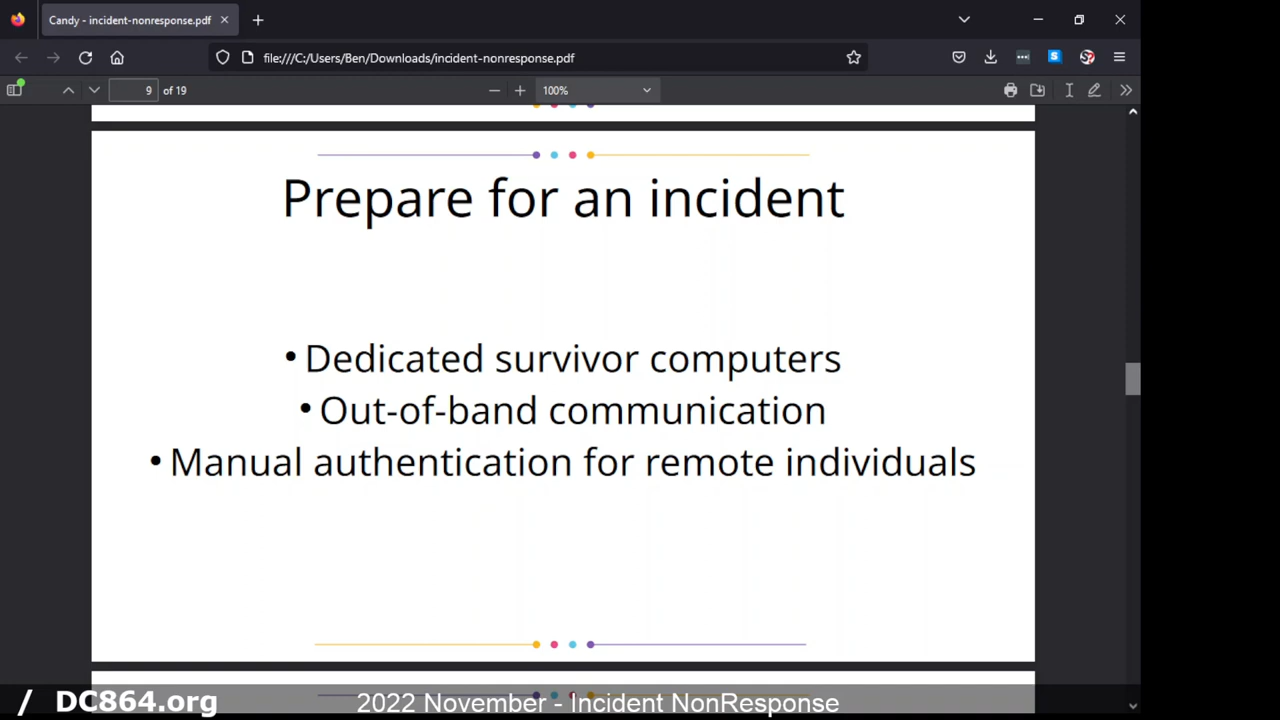 Candy - incident-nonresponse.pdf
file:///C:/Users/Ben/Downloads/incident-nonresponse.pdf
9 of 19
100%
Prepare for an incident
• Dedicated survivor computers
• Out-of-band communication
• Manual authentication for remote individuals
/ DC864.org
2022 November - Incident NonResponse